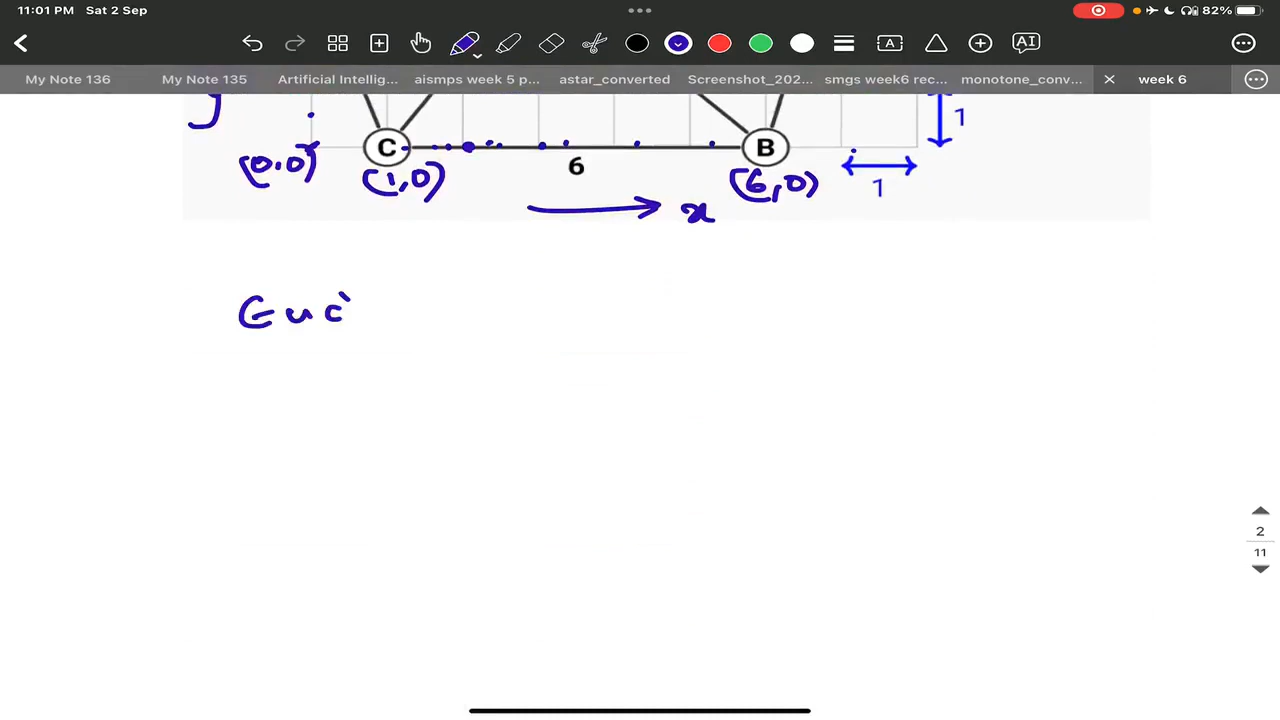 11:01 PM Sat 2 Sep 82%
AI
My Note 136 My Note 135 Artificial Intellig... aismps week 5 p... astar_converted Screenshot_202... smgs week6 rec... monotone_conv... week 6
y 1
C B
(0,0) (1,0) 6 (6,0) 1
x
Euc
2
11